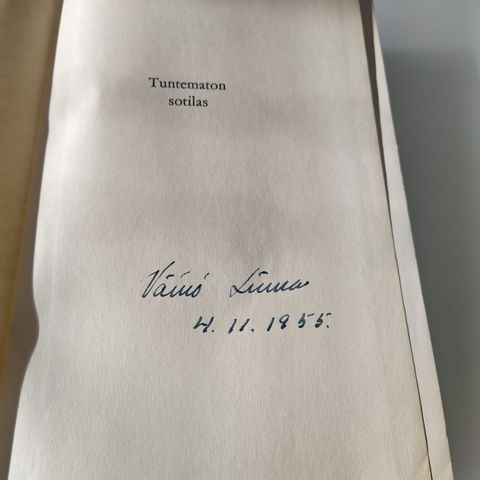 Tuntematon
sotilas
Väinö Linna
4.11.1955.